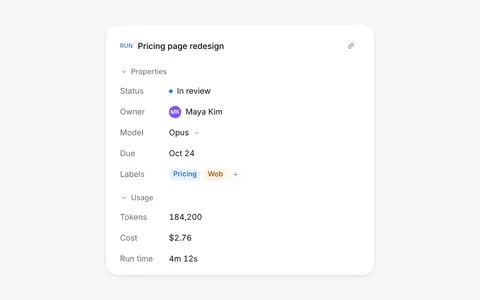 RUN Pricing page redesign
Properties
Status In review
Owner MK Maya Kim
Model Opus
Due Oct 24
Labels Pricing Web +
Usage
Tokens 184,200
Cost $2.76
Run time 4m 12s